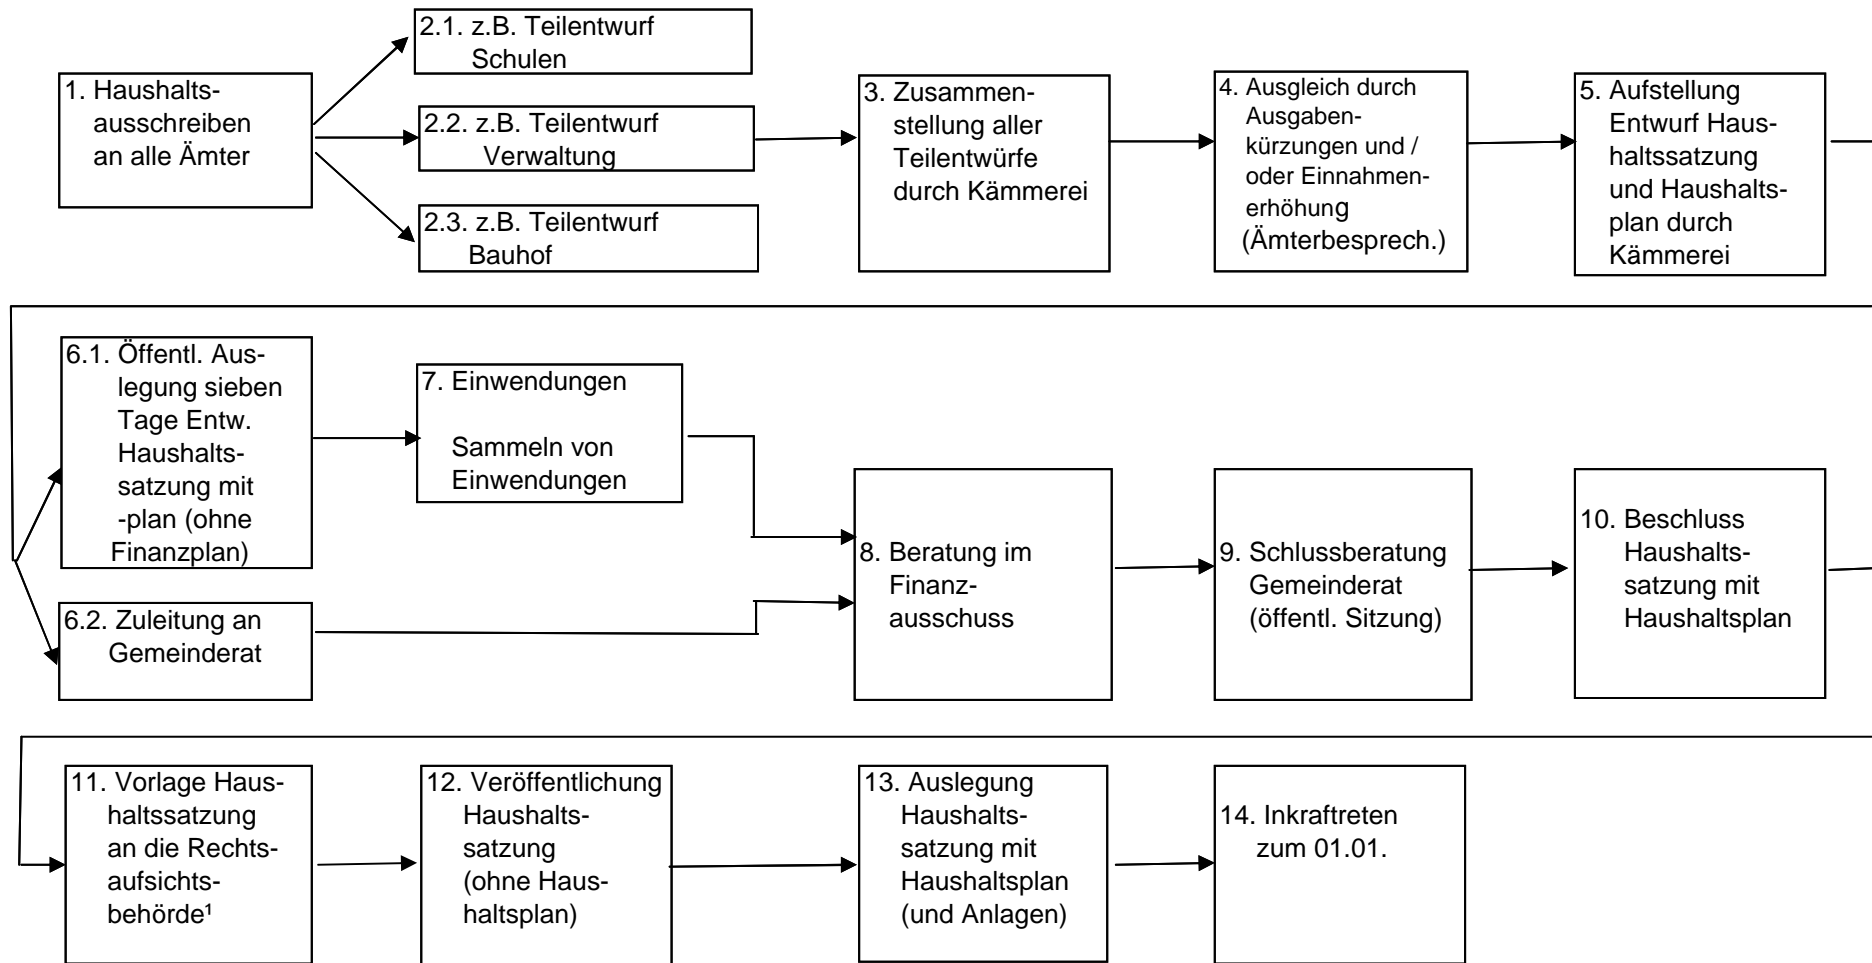 1. Haushalts-
ausschreiben
an alle Ämter
2.1. z.B. Teilentwurf
Schulen
2.2. z.B. Teilentwurf
Verwaltung
2.3. z.B. Teilentwurf
Bauhof
3. Zusammen-
stellung aller
Teilentwürfe
durch Kämmerei
4. Ausgleich durch
Ausgaben-
kürzungen und /
oder Einnahmen-
erhöhung
(Ämterbesprech.)
5. Aufstellung
Entwurf Haus-
haltssatzung
und Haushalts-
plan durch
Kämmerei
6.1. Öffentl. Aus-
legung sieben
Tage Entw.
Haushalts-
satzung mit
-plan (ohne
Finanzplan)
6.2. Zuleitung an
Gemeinderat
7. Einwendungen
Sammeln von
Einwendungen
8. Beratung im
Finanz-
ausschuss
9. Schlussberatung
Gemeinderat
(öffentl. Sitzung)
10. Beschluss
Haushalts-
satzung mit
Haushaltsplan
11. Vorlage Haus-
haltssatzung
an die Rechts-
aufsichts-
behörde¹
12. Veröffentlichung
Haushalts-
satzung
(ohne Haus-
haltsplan)
13. Auslegung
Haushalts-
satzung mit
Haushaltsplan
(und Anlagen)
14. Inkraftreten
zum 01.01.